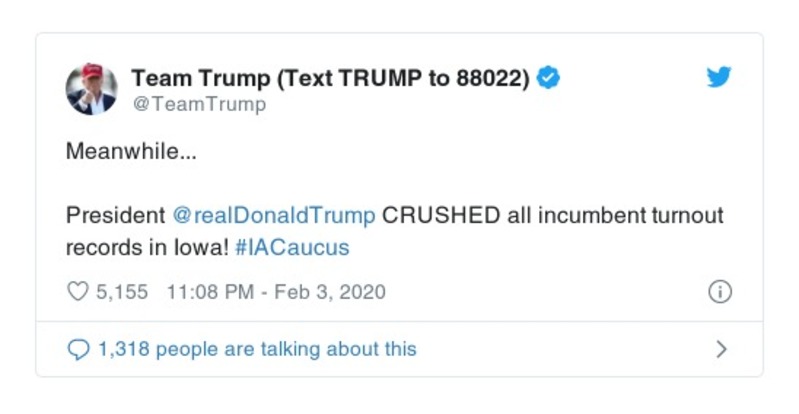 Team Trump (Text TRUMP to 88022)
@TeamTrump
Meanwhile...
President @realDonaldTrump CRUSHED all incumbent turnout
records in Iowa! #IACaucus
5,155 11:08 PM - Feb 3, 2020
1,318 people are talking about this